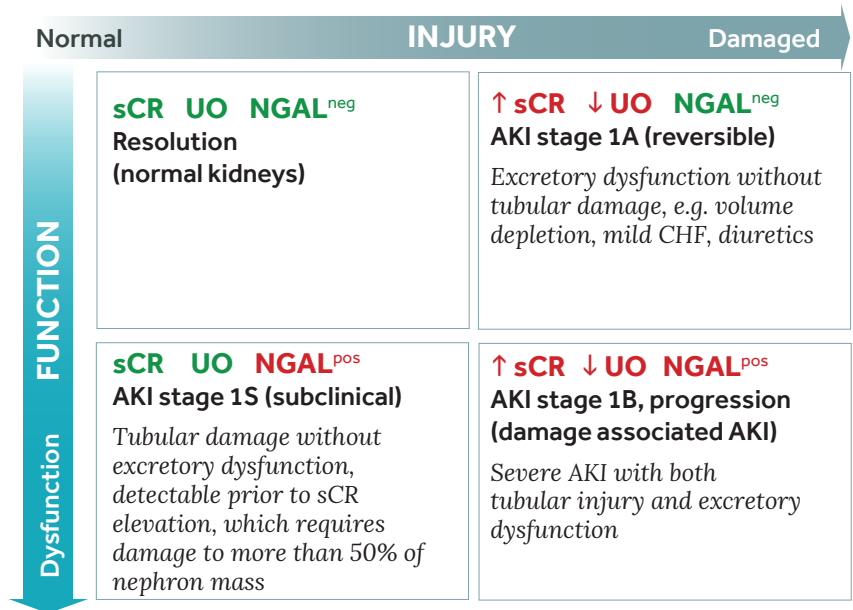 Normal INJURY Damaged
FUNCTION
Dysfunction
sCR UO NGALneg
Resolution
(normal kidneys)
↑ sCR ↓ UO NGALneg
AKI stage 1A (reversible)
Excretory dysfunction without
tubular damage, e.g. volume
depletion, mild CHF, diuretics
sCR UO NGALpos
AKI stage 1S (subclinical)
Tubular damage without
excretory dysfunction,
detectable prior to sCR
elevation, which requires
damage to more than 50% of
nephron mass
↑ sCR ↓ UO NGALpos
AKI stage 1B, progression
(damage associated AKI)
Severe AKI with both
tubular injury and excretory
dysfunction